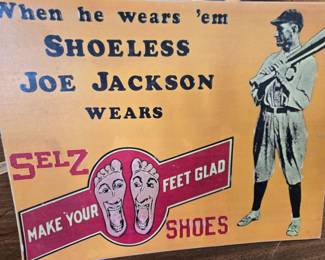 When he wears 'em
SHOELESS
JOE JACKSON
WEARS
SELZ
MAKE YOUR FEET GLAD
SHOES